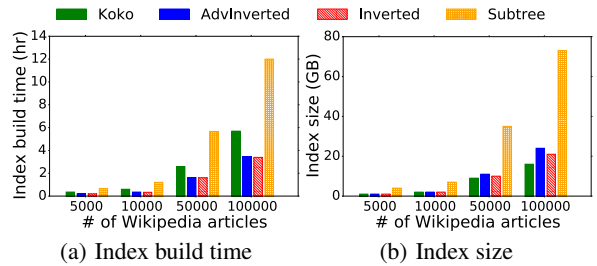 Koko AdvInverted Inverted Subtree
Index build time (hr)
14
12
10
8
6
4
2
0
5000 10000 50000 100000
# of Wikipedia articles
(a) Index build time
Index size (GB)
80
60
40
20
0
5000 10000 50000 100000
# of Wikipedia articles
(b) Index size